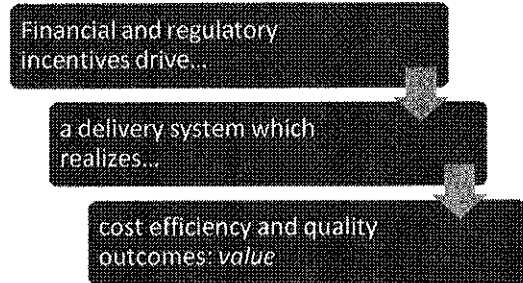 Financial and regulatory
incentives drive...
a delivery system which
realizes...
cost efficiency and quality
outcomes: value